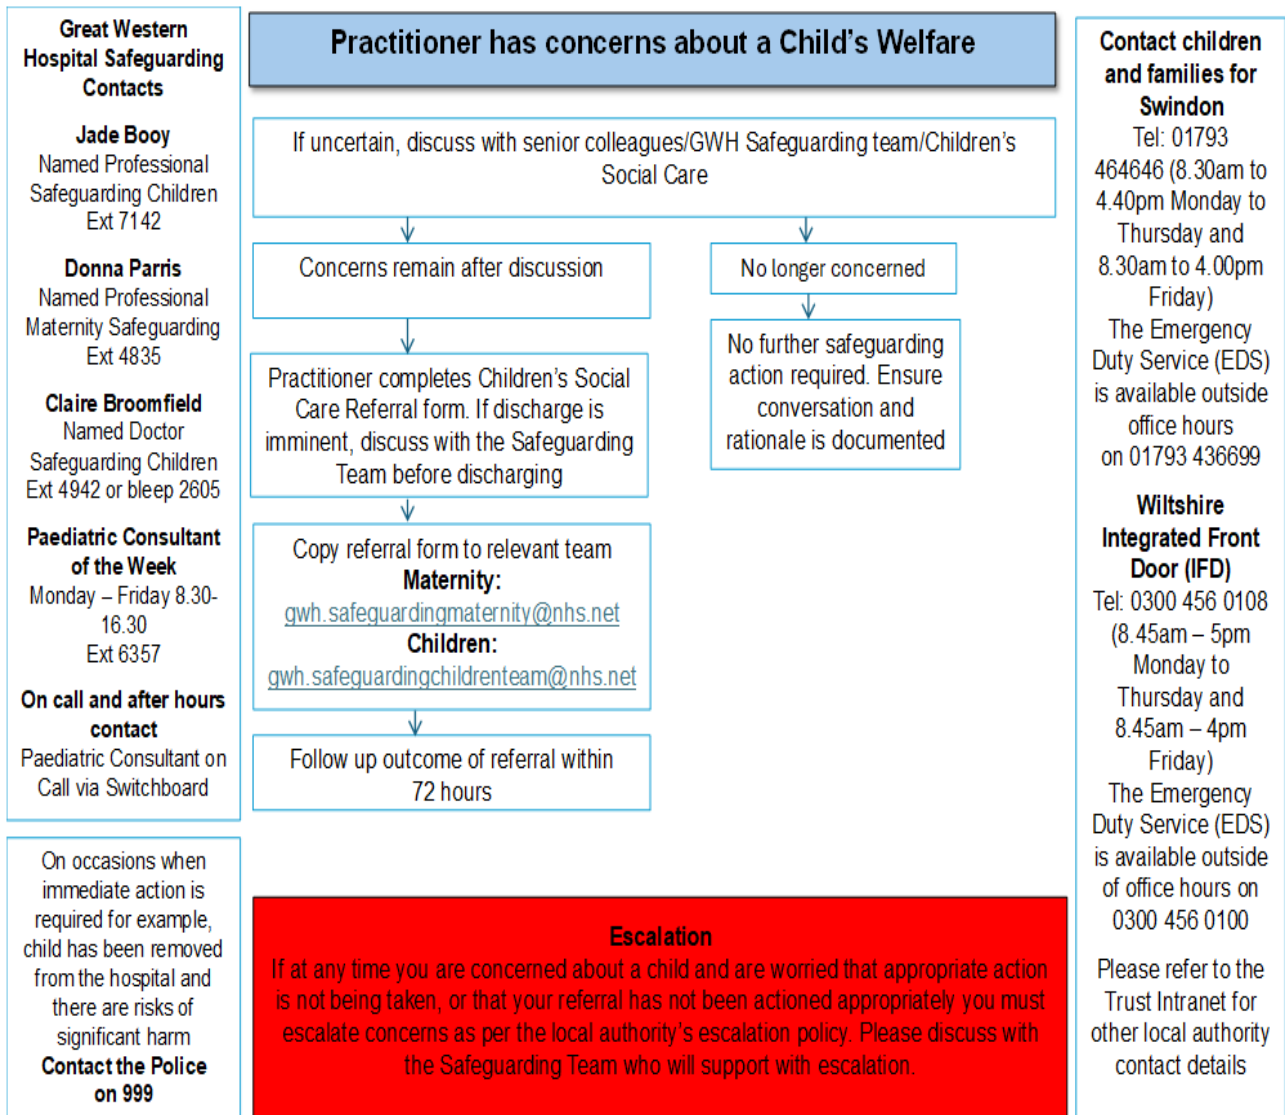 Great Western
Hospital Safeguarding
Contacts
Jade Booy
Named Professional
Safeguarding Children
Ext 7142
Donna Parris
Named Professional
Maternity Safeguarding
Ext 4835
Claire Broomfield
Named Doctor
Safeguarding Children
Ext 4942 or bleep 2605
Paediatric Consultant
of the Week
Monday – Friday 8.30-
16.30
Ext 6357
On call and after hours
contact
Paediatric Consultant on
Call via Switchboard
On occasions when
immediate action is
required for example,
child has been removed
from the hospital and
there are risks of
significant harm
Contact the Police
on 999
Practitioner has concerns about a Child's Welfare
If uncertain, discuss with senior colleagues/GWH Safeguarding team/Children's
Social Care
Concerns remain after discussion
Practitioner completes Children's Social
Care Referral form. If discharge is
imminent, discuss with the Safeguarding
Team before discharging
Copy referral form to relevant team
Maternity:
gwh.safeguardingmaternity@nhs.net
Children:
gwh.safeguardingchildrenteam@nhs.net
Follow up outcome of referral within
72 hours
No longer concerned
No further safeguarding
action required. Ensure
conversation and
rationale is documented
Escalation
If at any time you are concerned about a child and are worried that appropriate action
is not being taken, or that your referral has not been actioned appropriately you must
escalate concerns as per the local authority's escalation policy. Please discuss with
the Safeguarding Team who will support with escalation.
Contact children
and families for
Swindon
Tel: 01793
464646 (8.30am to
4.40pm Monday to
Thursday and
8.30am to 4.00pm
Friday)
The Emergency
Duty Service (EDS)
is available outside
office hours
on 01793 436699
Wiltshire
Integrated Front
Door (IFD)
Tel: 0300 456 0108
(8.45am – 5pm
Monday to
Thursday and
8.45am – 4pm
Friday)
The Emergency
Duty Service (EDS)
is available outside
of office hours on
0300 456 0100
Please refer to the
Trust Intranet for
other local authority
contact details